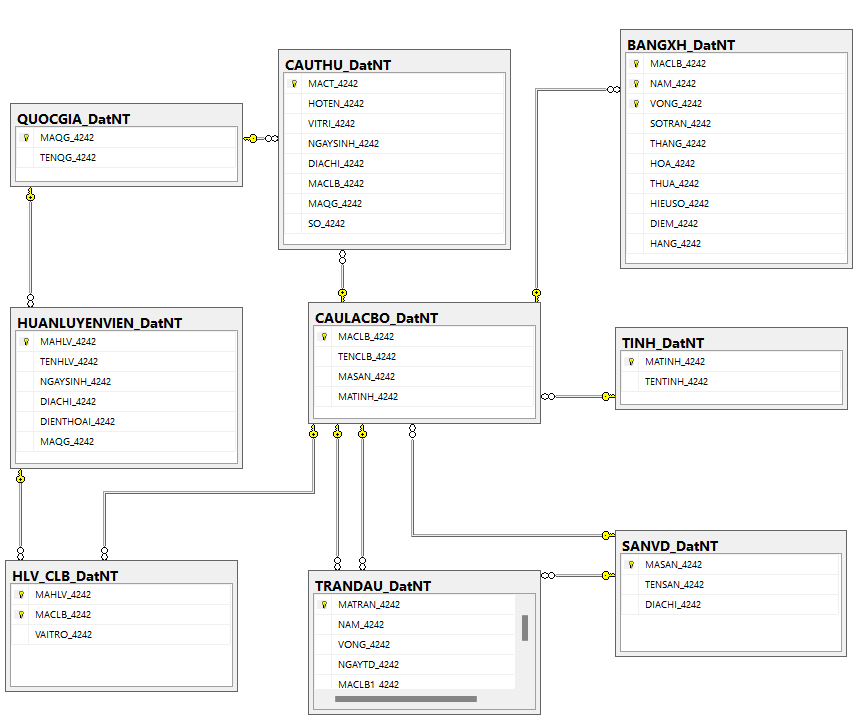 QUOCGIA_DatNT
MAQG_4242
TENQG_4242
CAUTHU_DatNT
MACT_4242
HOTEN_4242
VITRI_4242
NGAYSINH_4242
DIACHI_4242
MACLB_4242
MAQG_4242
SO_4242
BANGXH_DatNT
MACLB_4242
NAM_4242
VONG_4242
SOTRAN_4242
THANG_4242
HOA_4242
THUA_4242
HIEUSO_4242
DIEM_4242
HANG_4242
HUANLUYENVIEN_DatNT
MAHLV_4242
TENHLV_4242
NGAYSINH_4242
DIACHI_4242
DIENTHOAI_4242
MAQG_4242
CAULACBO_DatNT
MACLB_4242
TENCLB_4242
MASAN_4242
MATINH_4242
TINH_DatNT
MATINH_4242
TENTINH_4242
HLV_CLB_DatNT
MAHLV_4242
MACLB_4242
VAITRO_4242
TRANDAU_DatNT
MATRAN_4242
NAM_4242
VONG_4242
NGAYTD_4242
MACLB1_4242
SANVD_DatNT
MASAN_4242
TENSAN_4242
DIACHI_4242